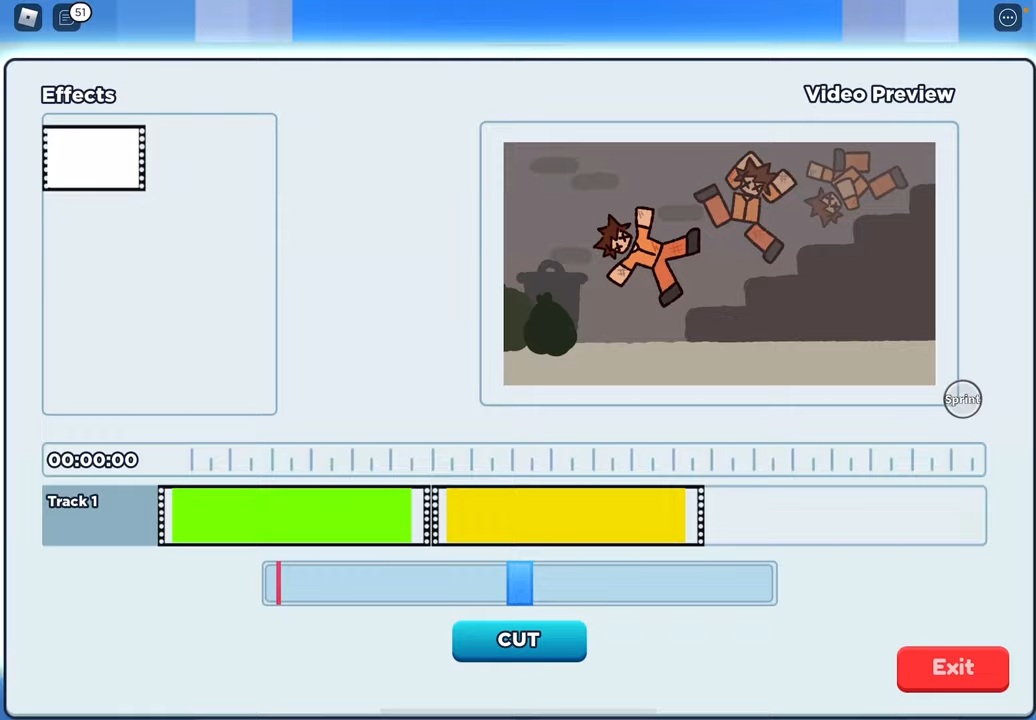 51
Effects
Video Preview
Sprint
00:00:00
Track 1
CUT
Exit